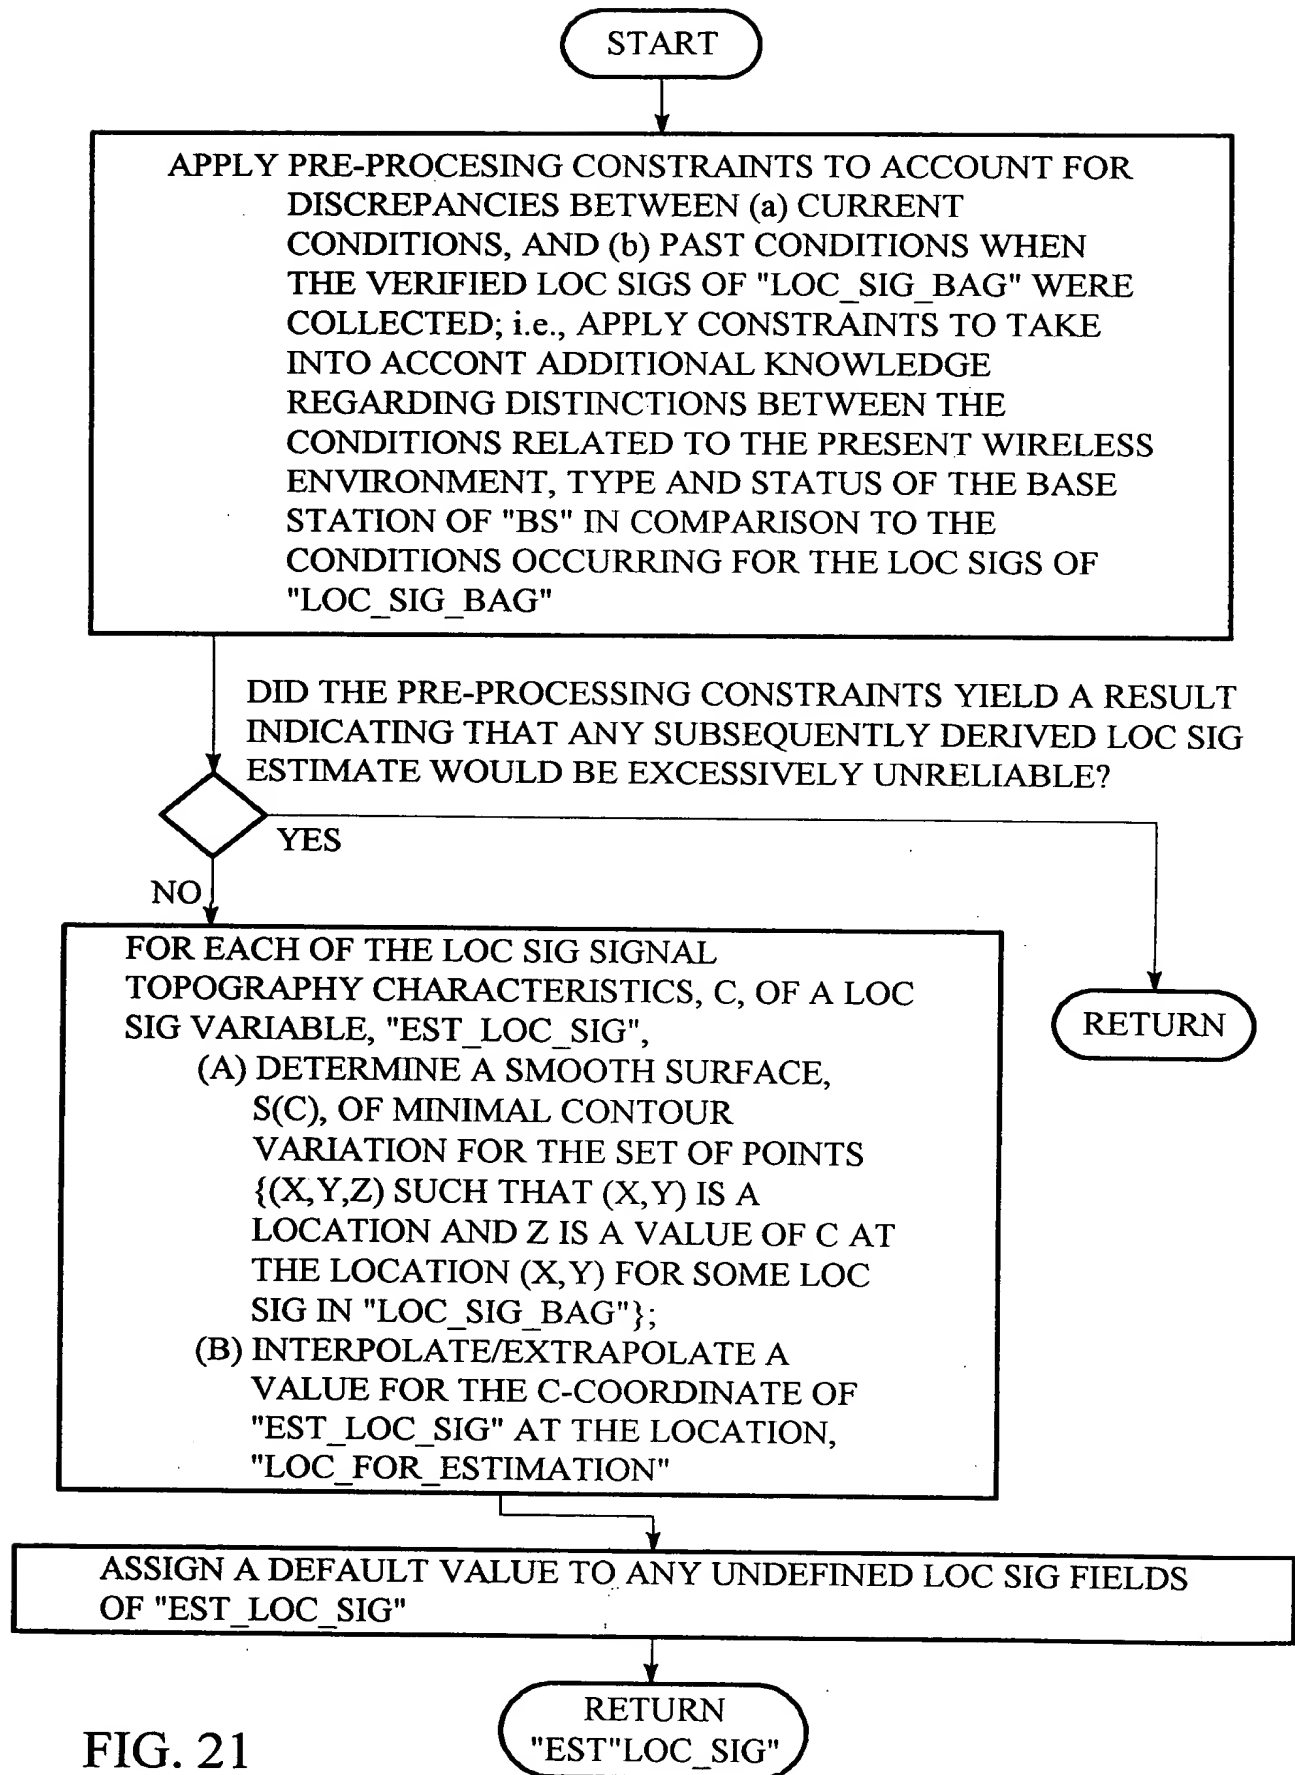 START
APPLY PRE-PROCESING CONSTRAINTS TO ACCOUNT FOR
DISCREPANCIES BETWEEN (a) CURRENT
CONDITIONS, AND (b) PAST CONDITIONS WHEN
THE VERIFIED LOC SIGS OF "LOC_SIG_BAG" WERE
COLLECTED; i.e., APPLY CONSTRAINTS TO TAKE
INTO ACCONT ADDITIONAL KNOWLEDGE
REGARDING DISTINCTIONS BETWEEN THE
CONDITIONS RELATED TO THE PRESENT WIRELESS
ENVIRONMENT, TYPE AND STATUS OF THE BASE
STATION OF "BS" IN COMPARISON TO THE
CONDITIONS OCCURRING FOR THE LOC SIGS OF
"LOC_SIG_BAG"
DID THE PRE-PROCESSING CONSTRAINTS YIELD A RESULT
INDICATING THAT ANY SUBSEQUENTLY DERIVED LOC SIG
ESTIMATE WOULD BE EXCESSIVELY UNRELIABLE?
YES
NO
FOR EACH OF THE LOC SIG SIGNAL
TOPOGRAPHY CHARACTERISTICS, C, OF A LOC
SIG VARIABLE, "EST_LOC_SIG",
(A) DETERMINE A SMOOTH SURFACE,
S(C), OF MINIMAL CONTOUR
VARIATION FOR THE SET OF POINTS
{(X,Y,Z) SUCH THAT (X,Y) IS A
LOCATION AND Z IS A VALUE OF C AT
THE LOCATION (X,Y) FOR SOME LOC
SIG IN "LOC_SIG_BAG"};
(B) INTERPOLATE/EXTRAPOLATE A
VALUE FOR THE C-COORDINATE OF
"EST_LOC_SIG" AT THE LOCATION,
"LOC_FOR_ESTIMATION"
RETURN
ASSIGN A DEFAULT VALUE TO ANY UNDEFINED LOC SIG FIELDS
OF "EST_LOC_SIG"
RETURN
"EST"LOC_SIG"
FIG. 21